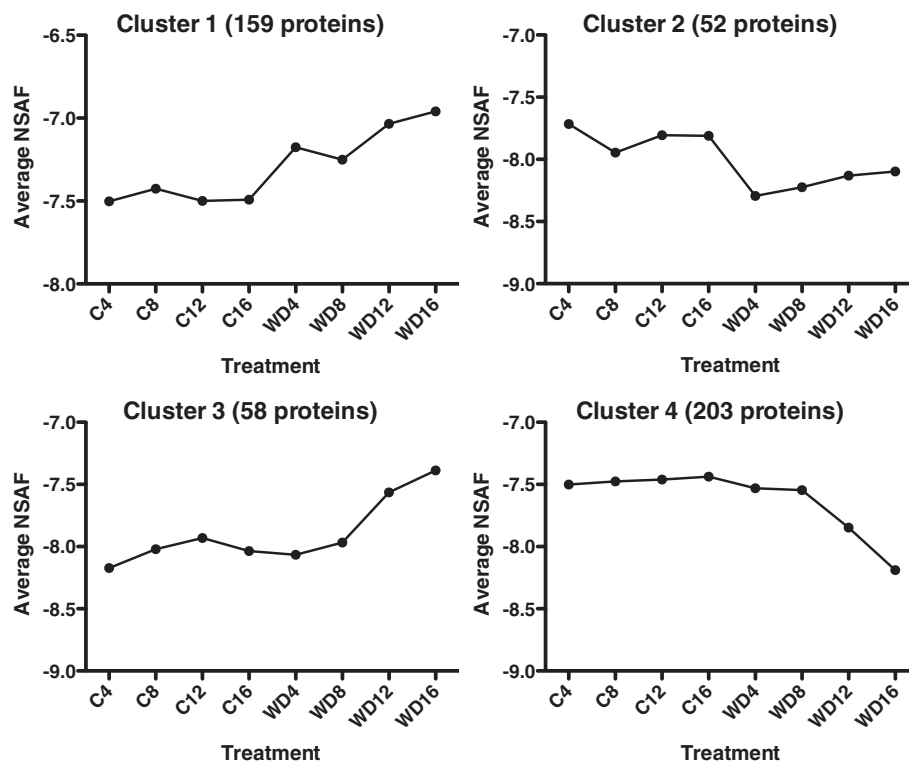 Cluster 1 (159 proteins)
Average NSAF
-6.5
-7.0
-7.5
-8.0
C4
C8
C12
C16
WD4
WD8
WD12
WD16
Treatment
Cluster 2 (52 proteins)
Average NSAF
-7.0
-7.5
-8.0
-8.5
-9.0
C4
C8
C12
C16
WD4
WD8
WD12
WD16
Treatment
Cluster 3 (58 proteins)
Average NSAF
-7.0
-7.5
-8.0
-8.5
-9.0
C4
C8
C12
C16
WD4
WD8
WD12
WD16
Treatment
Cluster 4 (203 proteins)
Average NSAF
-7.0
-7.5
-8.0
-8.5
-9.0
C4
C8
C12
C16
WD4
WD8
WD12
WD16
Treatment